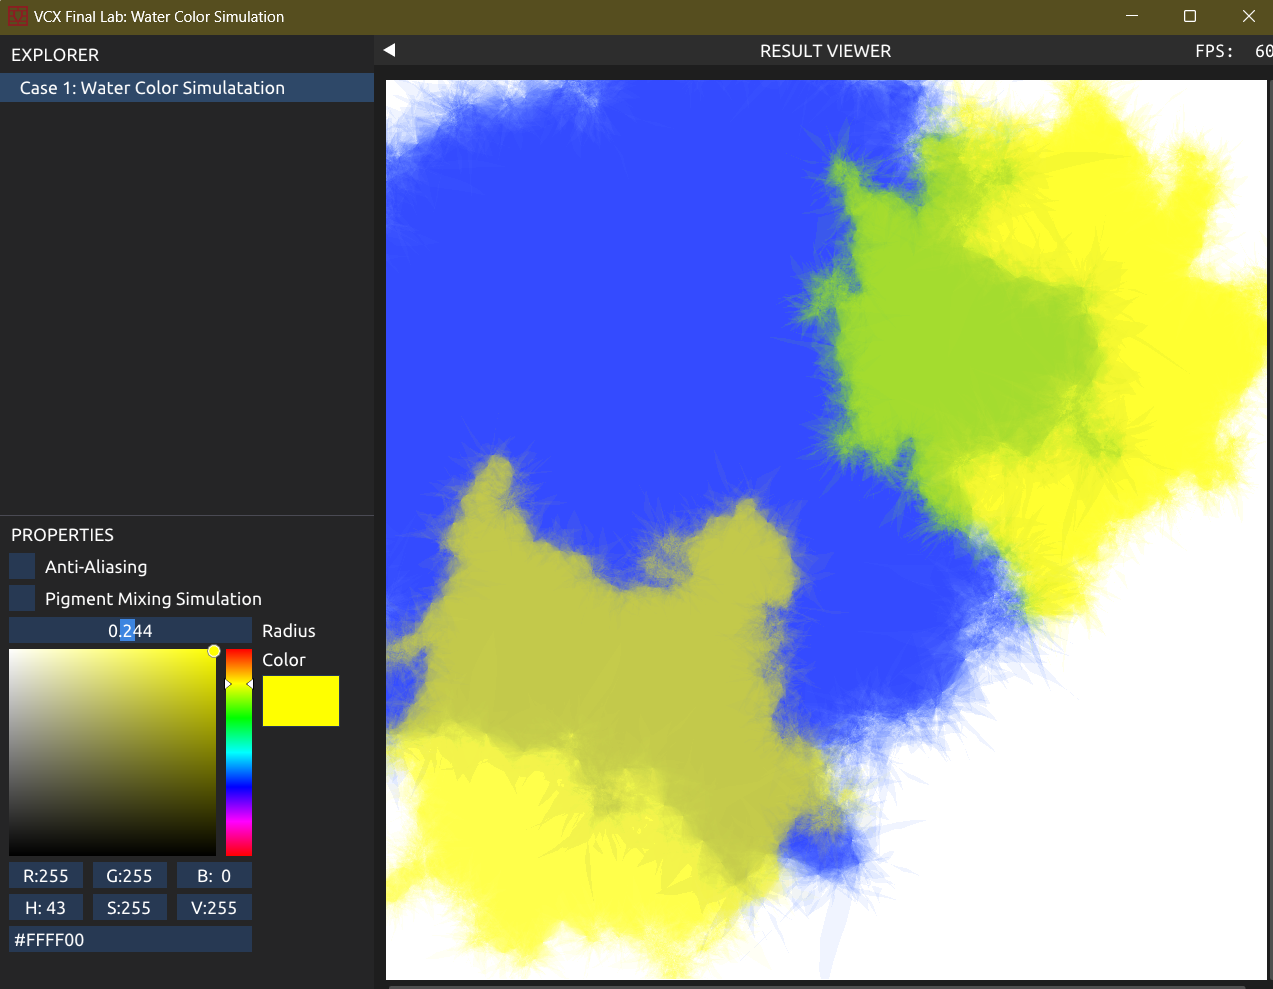 VCX Final Lab: Water Color Simulation
EXPLORER
Case 1: Water Color Simulatation
RESULT VIEWER
FPS: 60
PROPERTIES
Anti-Aliasing
Pigment Mixing Simulation
0.244 Radius
Color
R:255 G:255 B: 0
H: 43 S:255 V:255
#FFFF00